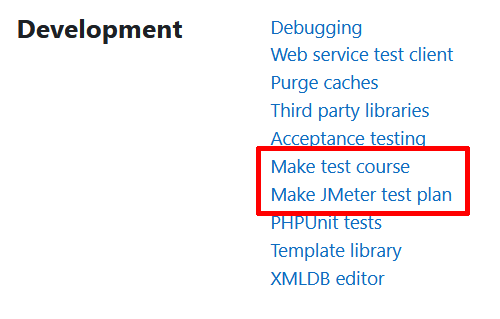 Development
Debugging
Web service test client
Purge caches
Third party libraries
Acceptance testing
Make test course
Make JMeter test plan
PHPUnit tests
Template library
XMLDB editor